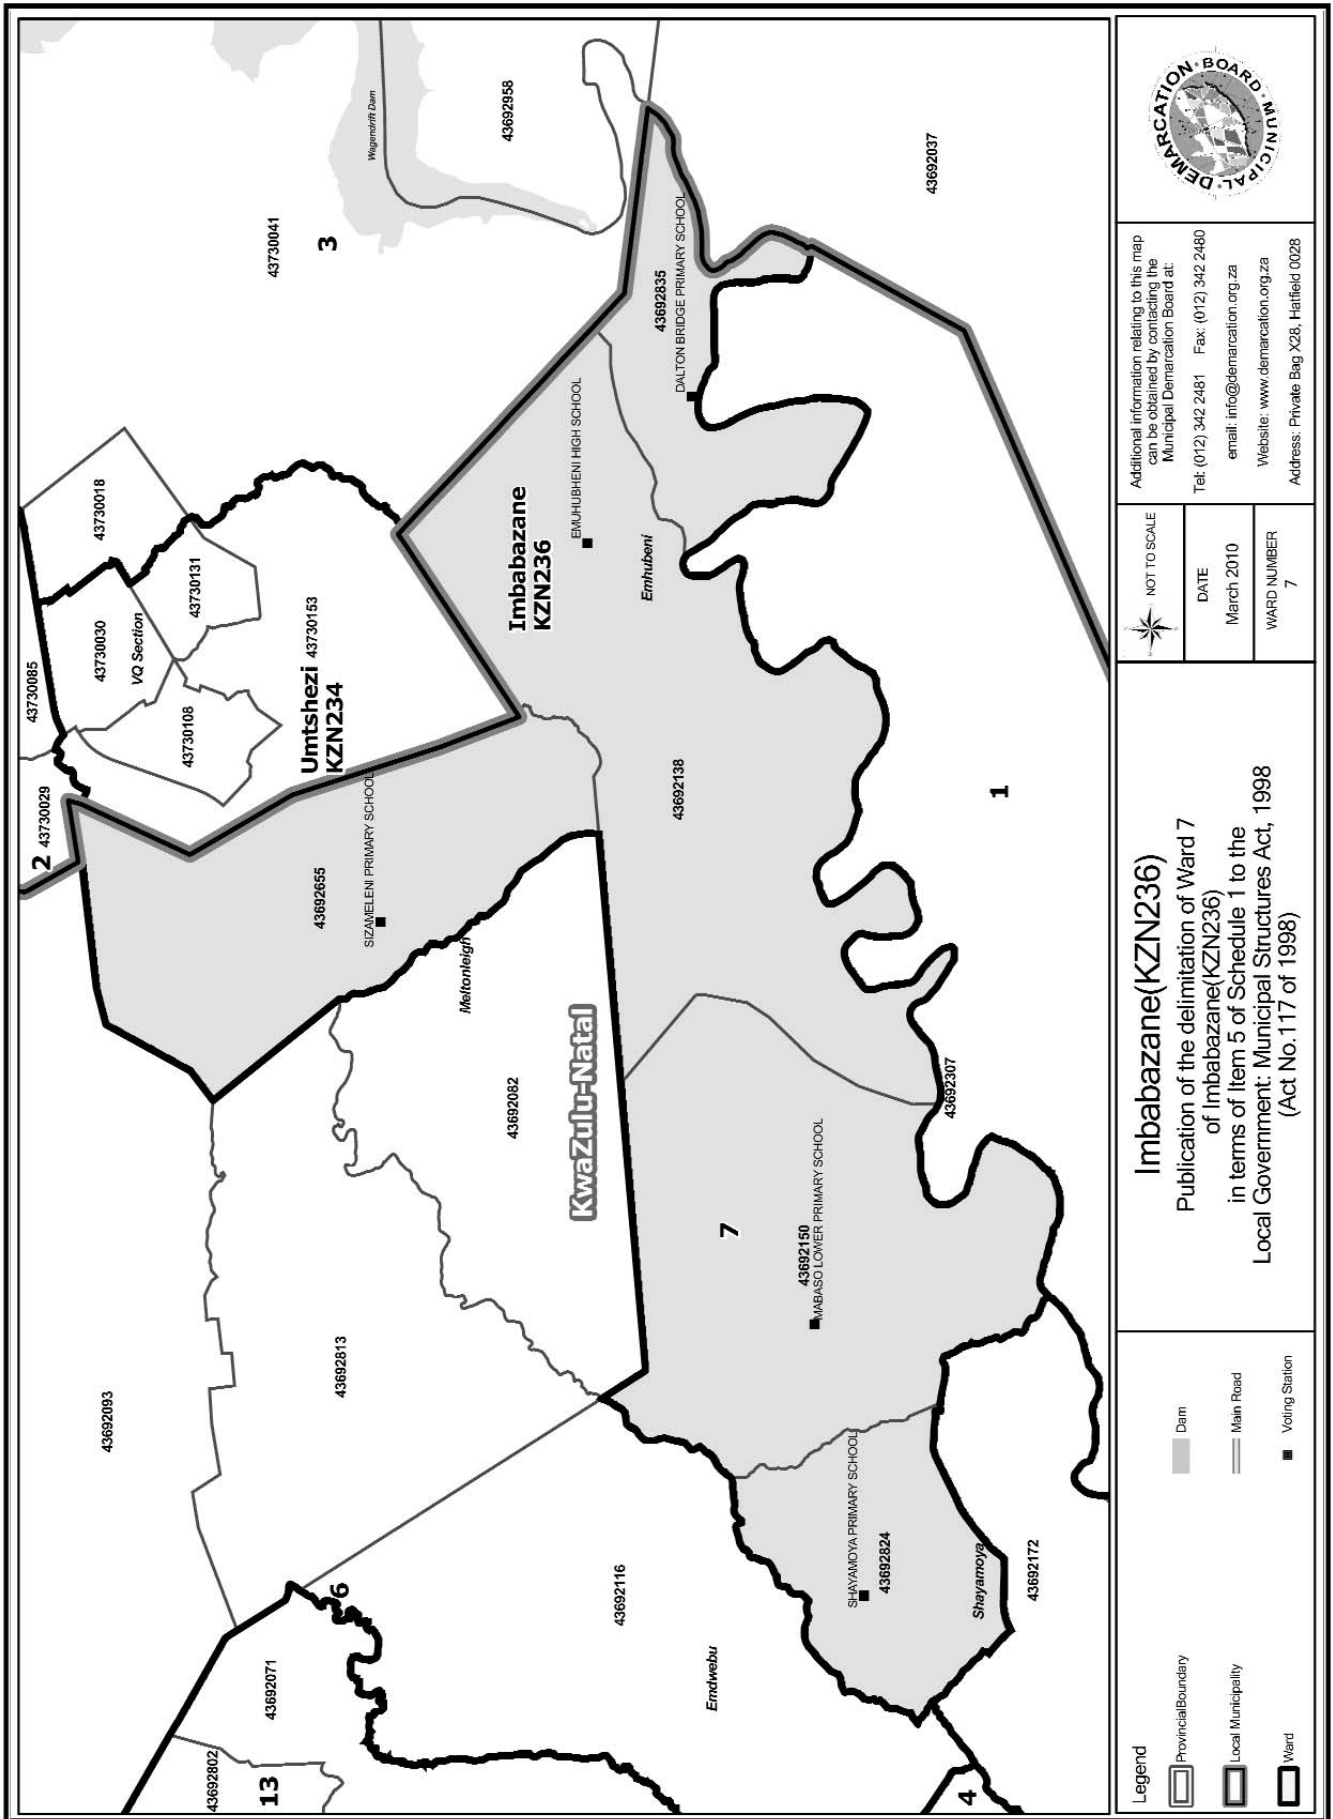 43692093
43730029
2
43730085
43730030
43730018
VQ Section
43730131
43730108
43730041
3
Wagendrift Dam
43692958
Umtshezi
KZN234
43730153
43692802
13
43692071
6
43692813
43692655
SIZAMELENI PRIMARY SCHOOL
Meltonleigh
43692082
KwaZulu-Natal
Imbabazane
KZN236
EMUHUBHENI HIGH SCHOOL
Emhubeni
43692835
DALTON BRIDGE PRIMARY SCHOOL
43692037
43692116
Emdwebu
43692138
7
43692150
MABASO LOWER PRIMARY SCHOOL
SHAYAMOYA PRIMARY SCHOOL
43692824
Shayamoya
43692172
43692307
1
4
Legend
ProvincialBoundary
Local Municipality
Ward
Dam
Main Road
Voting Station
Imbabazane(KZN236)
Publication of the delimitation of Ward 7
of Imbabazane(KZN236)
in terms of Item 5 of Schedule 1 to the
Local Government: Municipal Structures Act, 1998
(Act No.117 of 1998)
NOT TO SCALE
DATE
March 2010
WARD NUMBER
7
Additional information relating to this map
can be obtained by contacting the
Municipal Demarcation Board at:
Tel: (012) 342 2481 Fax: (012) 342 2480
email: info@demarcation.org.za
Website: www.demarcation.org.za
Address: Private Bag X28, Hatfield 0028
MUNICIPAL DEMARCATION BOARD